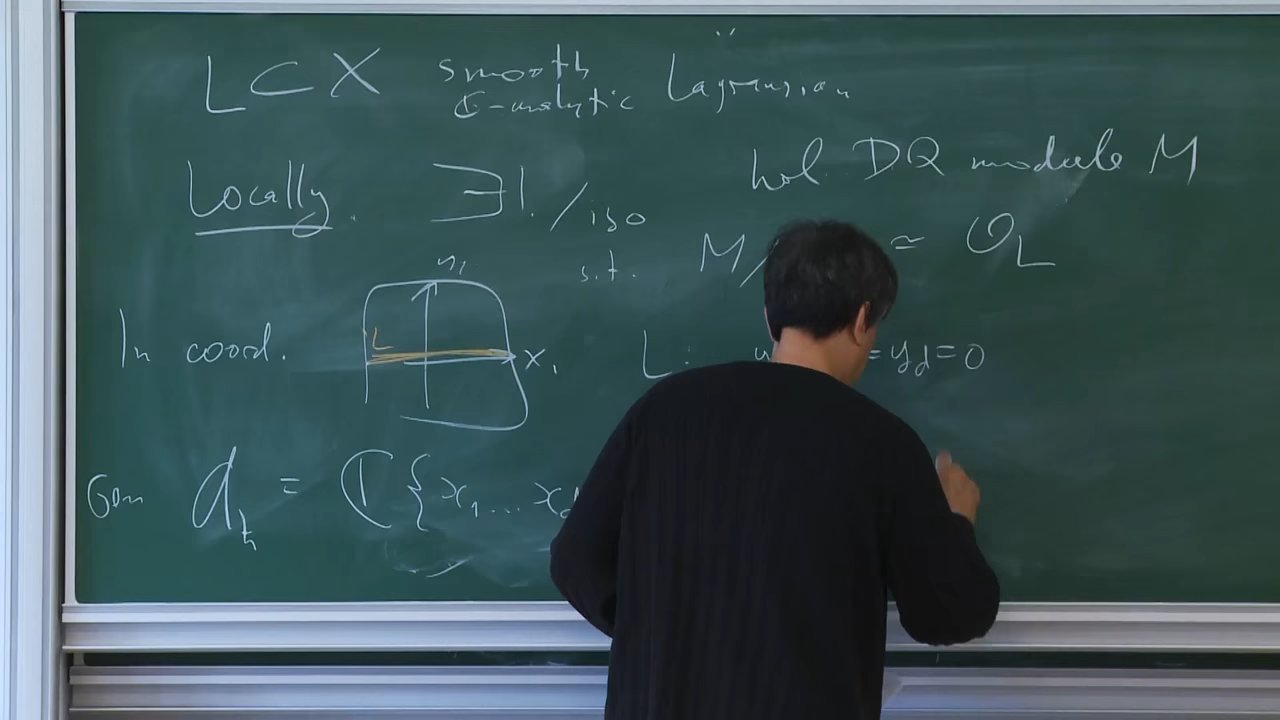 L ⊂ X smooth ℂ-analytic Lagrangian
Locally ∃1. /iso hol. DQ module M
s.t. M/ ≃ O_L
In coord. y₁ L x₁ L: =y_d=0
Gen A_ħ = ℂ{x₁...x_d